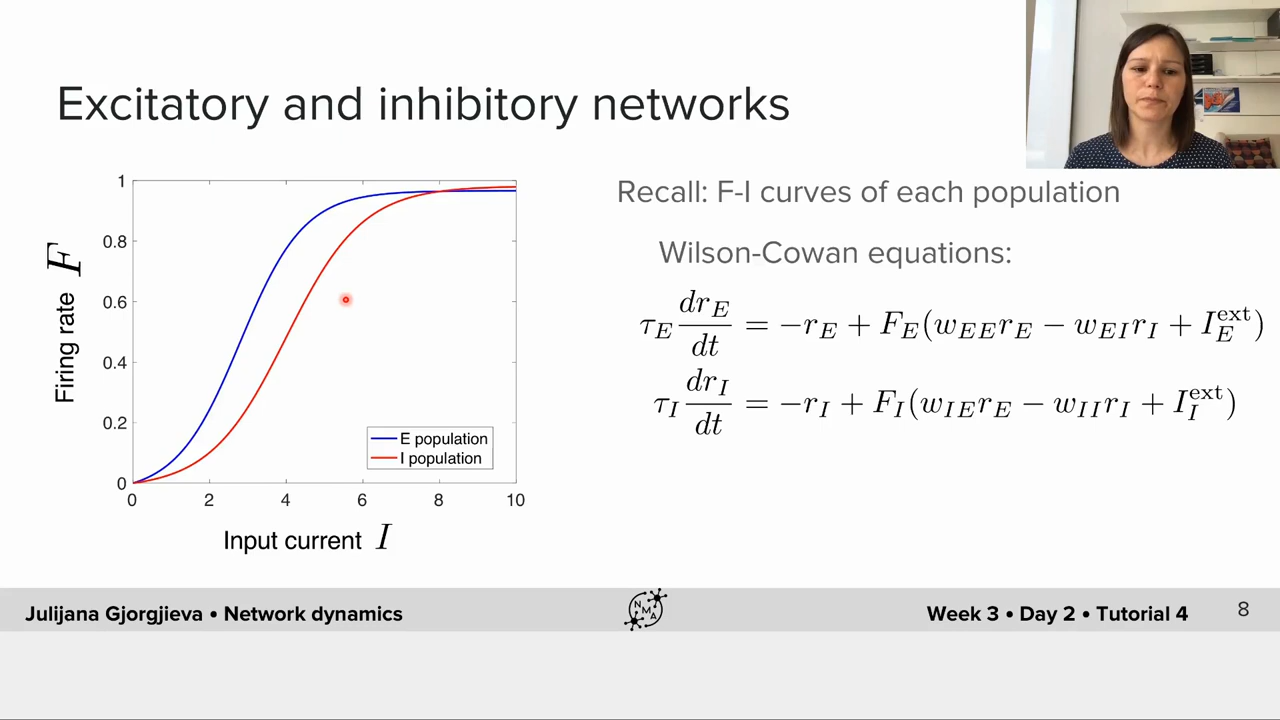 Excitatory and inhibitory networks
Recall: F-I curves of each population
Wilson-Cowan equations:
τ_E dr_E/dt = −r_E + F_E(w_EE r_E − w_EI r_I + I_E^ext)
τ_I dr_I/dt = −r_I + F_I(w_IE r_E − w_II r_I + I_I^ext)
Firing rate F
1
0.8
0.6
0.4
0.2
0
0 2 4 6 8 10
E population
I population
Input current I
Julijana Gjorgjieva • Network dynamics
NMA
Week 3 • Day 2 • Tutorial 4
8